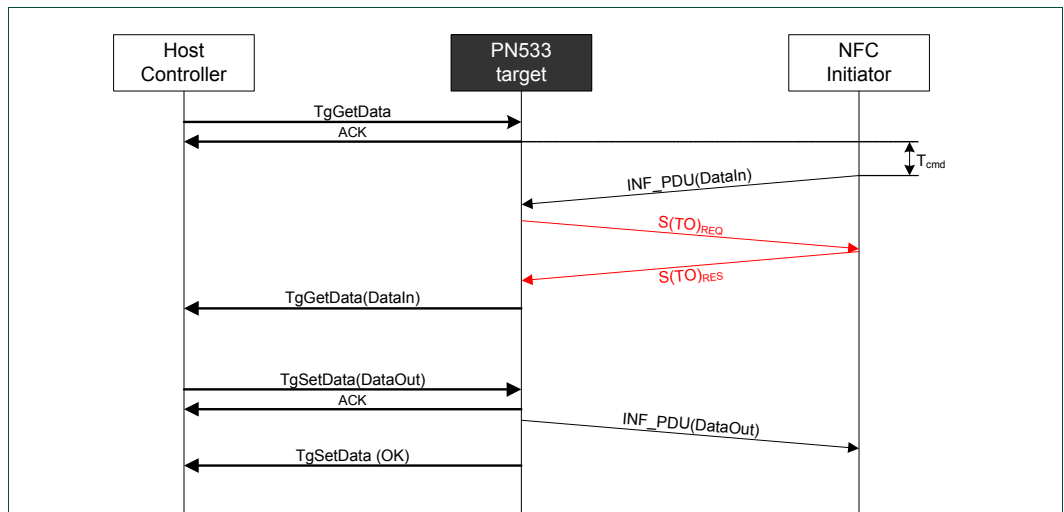 Host
Controller
PN533
target
NFC
Initiator
TgGetData
ACK
Tcmd
INF_PDU(DataIn)
S(TO)REQ
S(TO)RES
TgGetData(DataIn)
TgSetData(DataOut)
ACK
INF_PDU(DataOut)
TgSetData (OK)